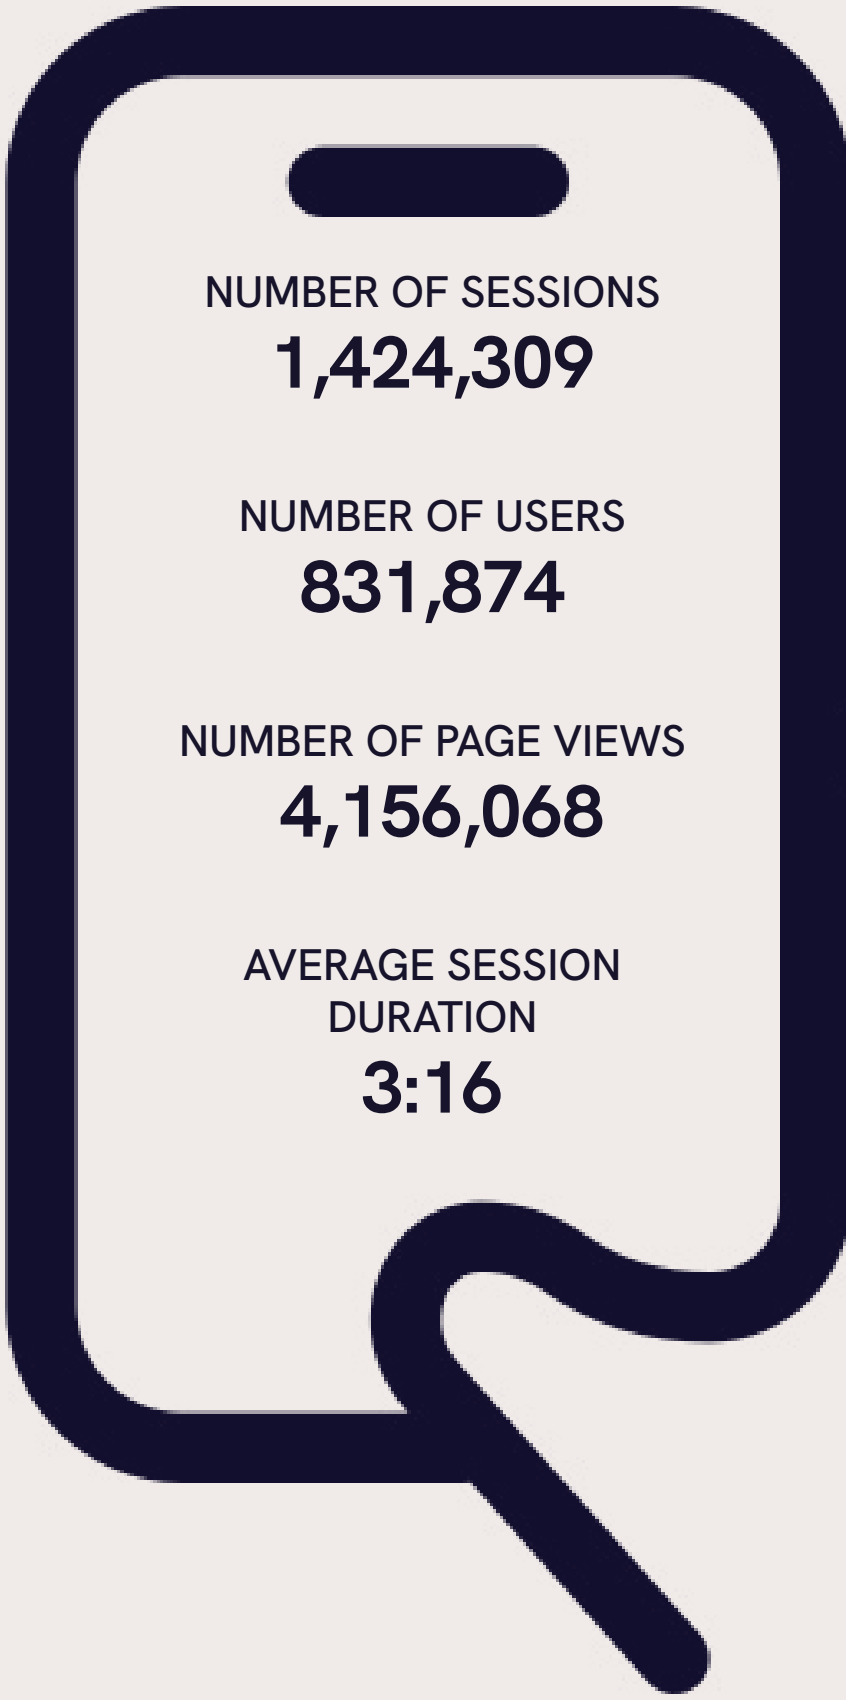 NUMBER OF SESSIONS
1,424,309
NUMBER OF USERS
831,874
NUMBER OF PAGE VIEWS
4,156,068
AVERAGE SESSION
DURATION
3:16